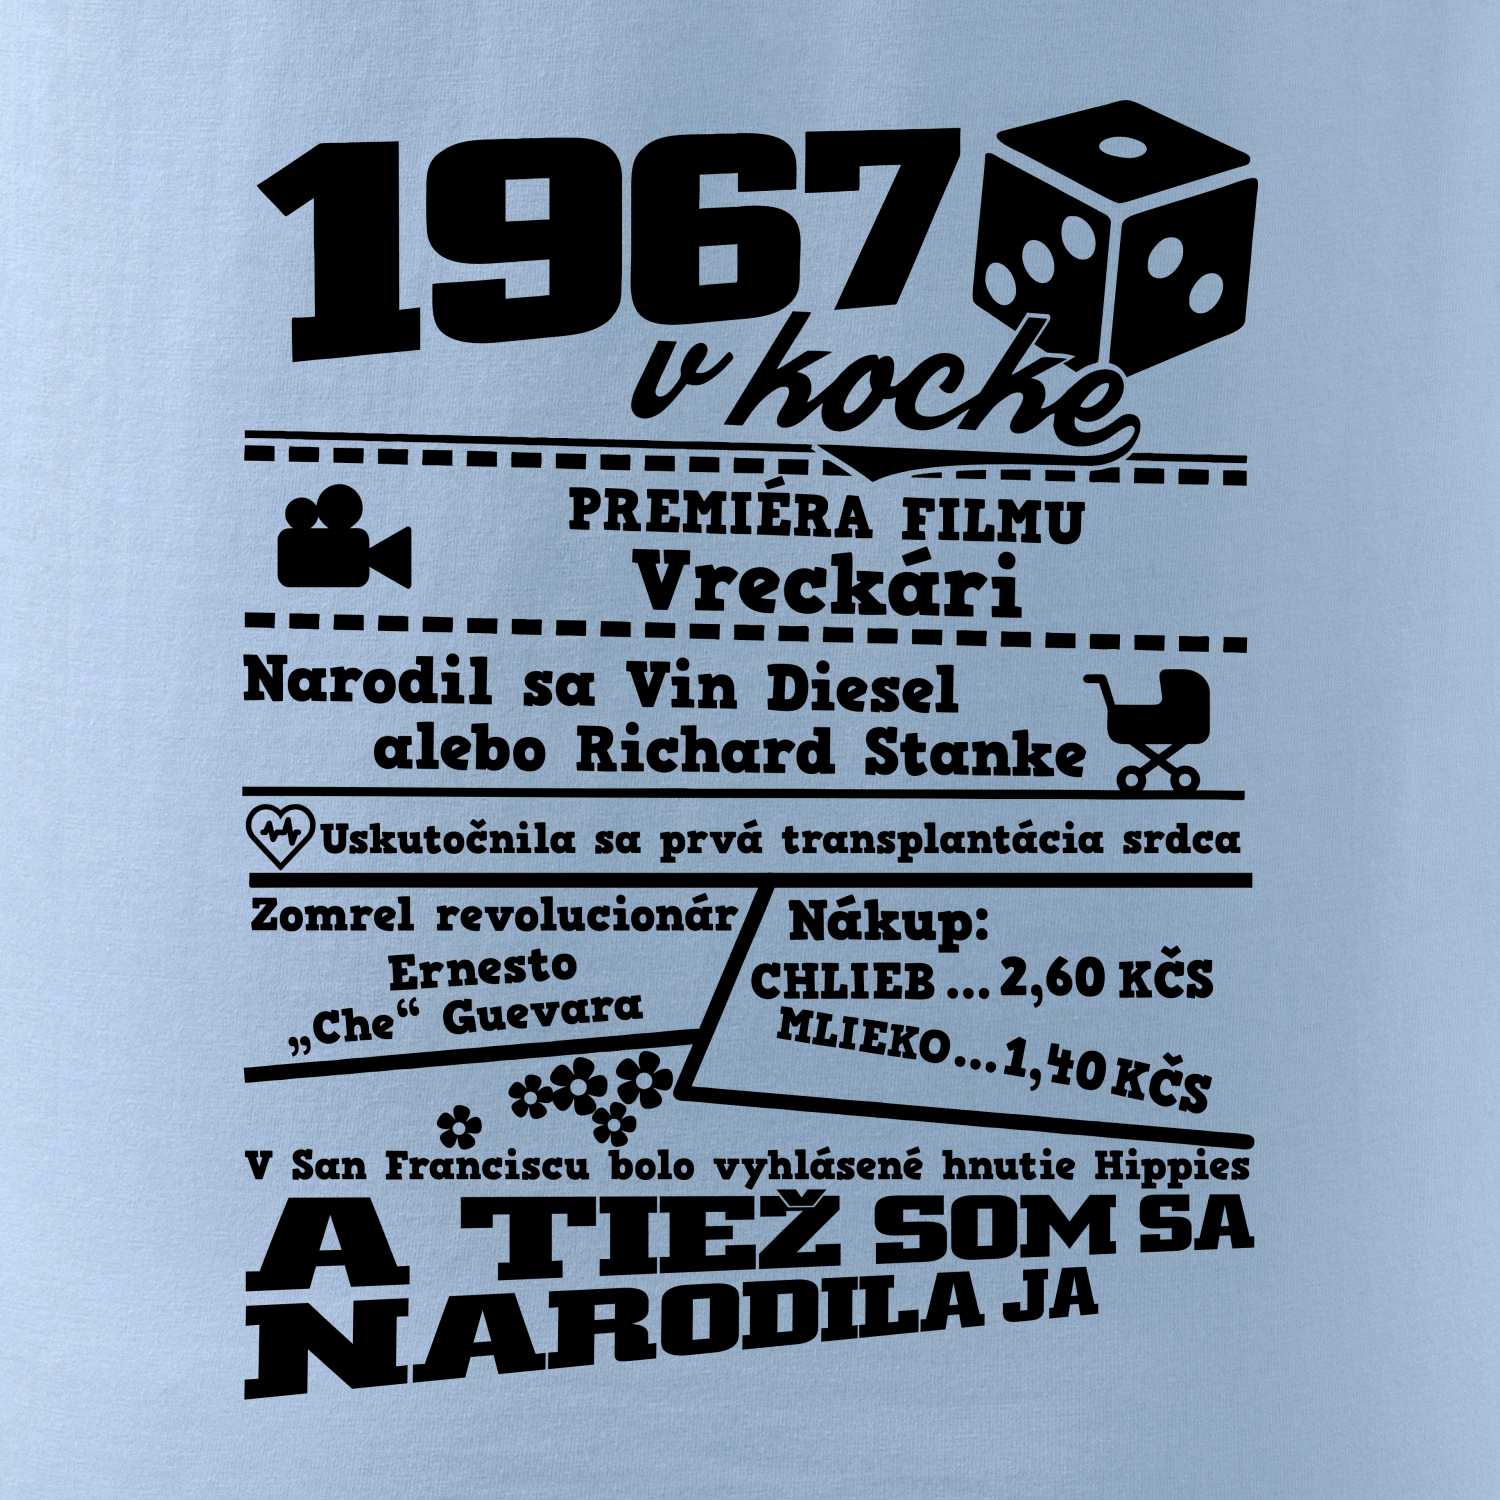 1967
v kocke
PREMIÉRA FILMU
Vreckári
Narodil sa Vin Diesel
alebo Richard Stanke
Uskutočnila sa prvá transplantácia srdca
Zomrel revolucionár
Ernesto
„Che“ Guevara
Nákup:
CHLIEB...2,60 KČS
MLIEKO...1,40 KČS
V San Franciscu bolo vyhlásené hnutie Hippies
A TIEŽ SOM SA
NARODILA JA